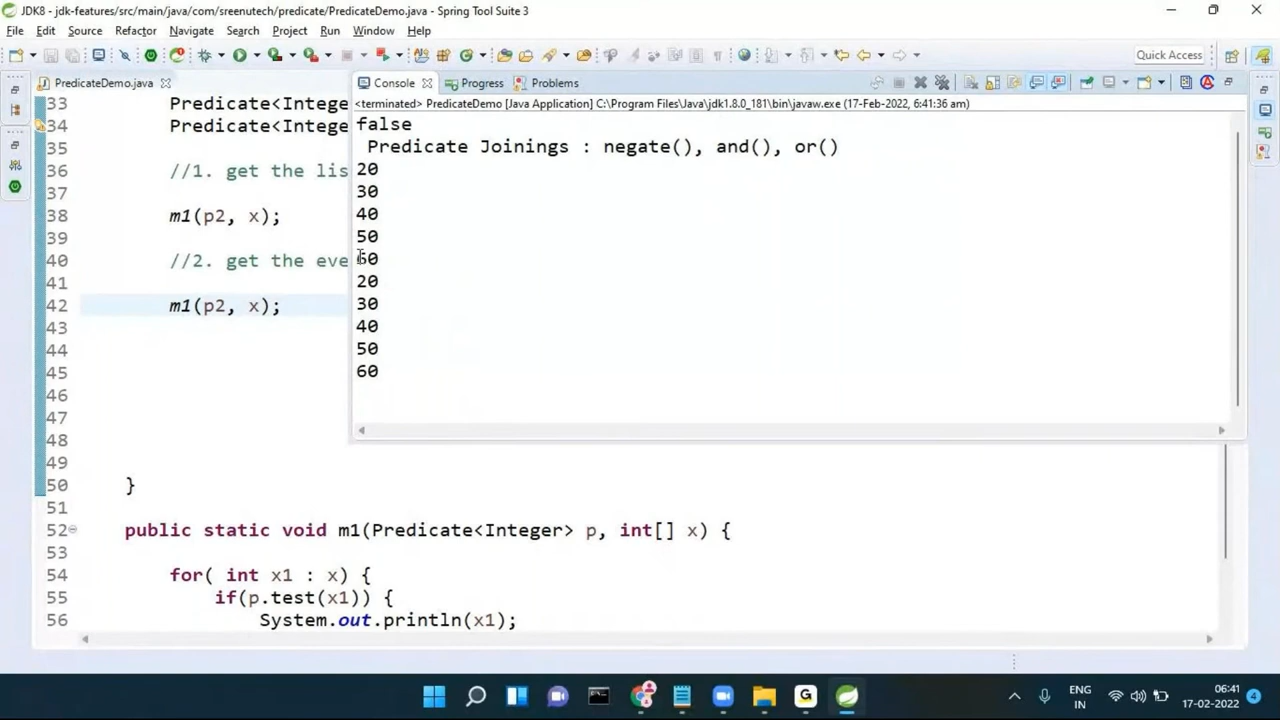 JDK8 - jdk-features/src/main/java/com/sreenutech/predicate/PredicateDemo.java - Spring Tool Suite 3
File Edit Source Refactor Navigate Search Project Run Window Help
Quick Access
PredicateDemo.java
Console Progress Problems
<terminated> PredicateDemo [Java Application] C:\Program Files\Java\jdk1.8.0_181\bin\javaw.exe (17-Feb-2022, 6:41:36 am)
false
Predicate Joinings : negate(), and(), or()
20
30
40
50
60
20
30
40
50
60
33 Predicate<Intege
34 Predicate<Intege
35
36 //1. get the lis
37
38 m1(p2, x);
39
40 //2. get the eve
41
42 m1(p2, x);
43
44
45
46
47
48
49
50 }
51
52 public static void m1(Predicate<Integer> p, int[] x) {
53
54 for( int x1 : x) {
55 if(p.test(x1)) {
56 System.out.println(x1);
ENG
IN
06:41
17-02-2022
4